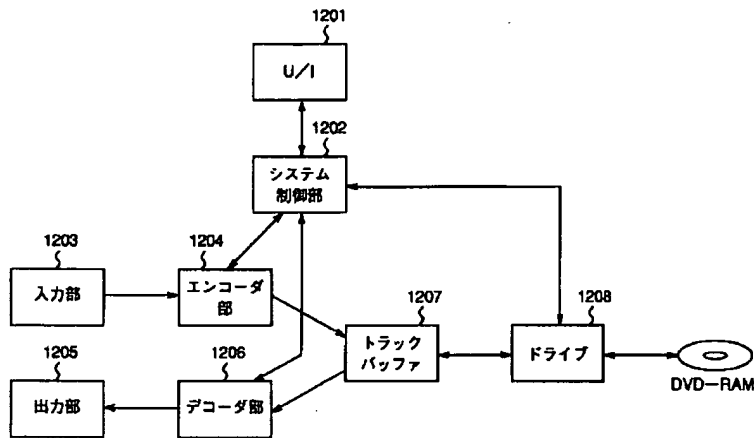 1201
U/I
1202
システム
制御部
1203
入力部
1204
エンコーダ
部
1207
トラック
バッファ
1208
ドライブ
DVD-RAM
1205
出力部
1206
デコーダ部